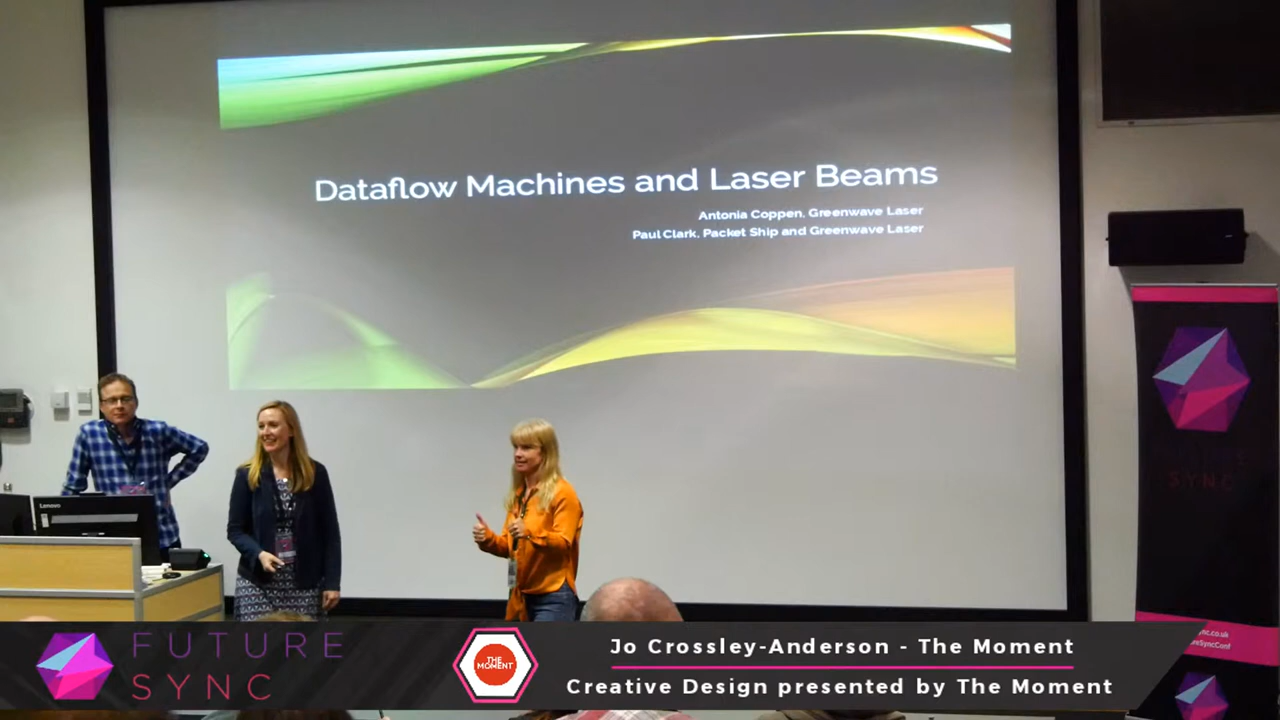 Dataflow Machines and Laser Beams
Antonia Coppen, Greenwave Laser
Paul Clark, Packet Ship and Greenwave Laser
Lenovo
SYNC
FUTURE
SYNC
THE
MOMENT
Jo Crossley-Anderson - The Moment
Creative Design presented by The Moment